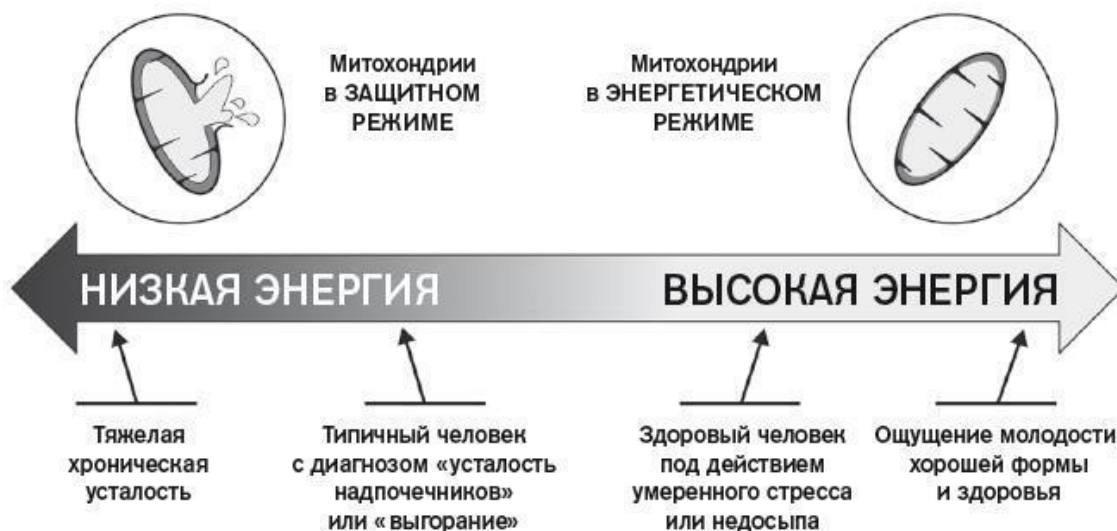 Митохондрии
в ЗАЩИТНОМ
РЕЖИМЕ
Митохондрии
в ЭНЕРГЕТИЧЕСКОМ
РЕЖИМЕ
НИЗКАЯ ЭНЕРГИЯ
ВЫСОКАЯ ЭНЕРГИЯ
Тяжелая
хроническая
усталость
Типичный человек
с диагнозом «усталость
надпочечников»
или «выгорание»
Здоровый человек
под действием
умеренного стресса
или недосыпа
Ощущение молодости
хорошей формы
и здоровья